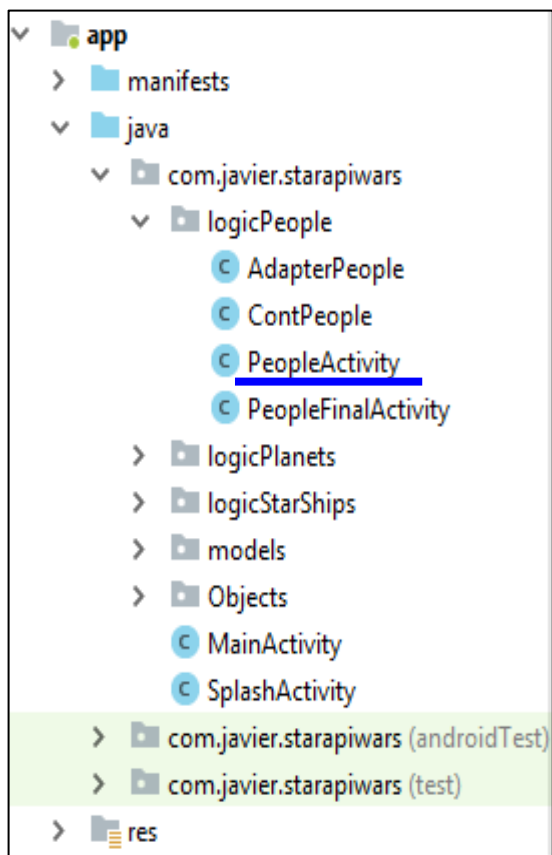 app
manifests
java
com.javier.starapiwars
logicPeople
C AdapterPeople
C ContPeople
C PeopleActivity
C PeopleFinalActivity
logicPlanets
logicStarShips
models
Objects
C MainActivity
C SplashActivity
com.javier.starapiwars (androidTest)
com.javier.starapiwars (test)
res